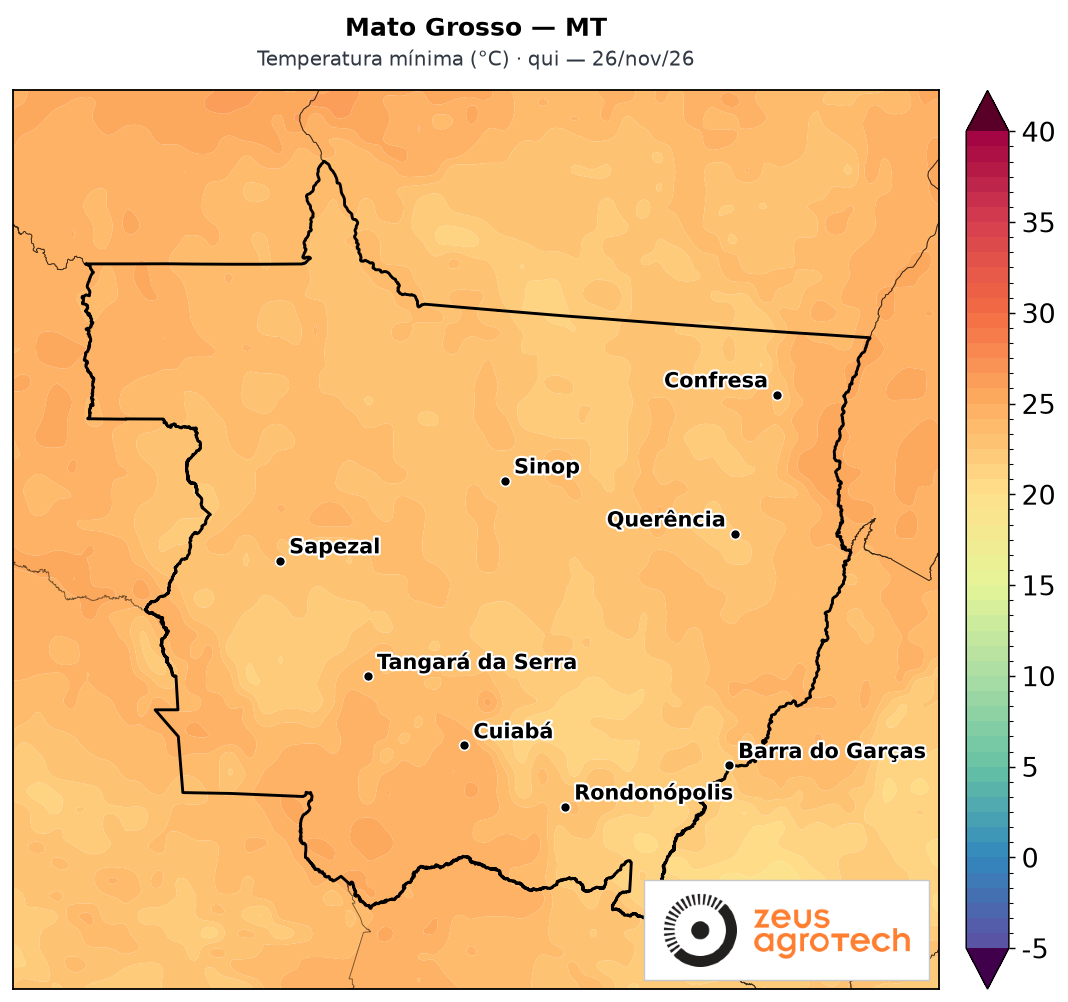 Mato Grosso — MT
Temperatura mínima (°C) · qui — 26/nov/26
40
35
30
25
20
15
10
5
0
-5
Confresa
Sinop
Querência
Sapezal
Tangará da Serra
Cuiabá
Barra do Garças
Rondonópolis
zeus
agrotech